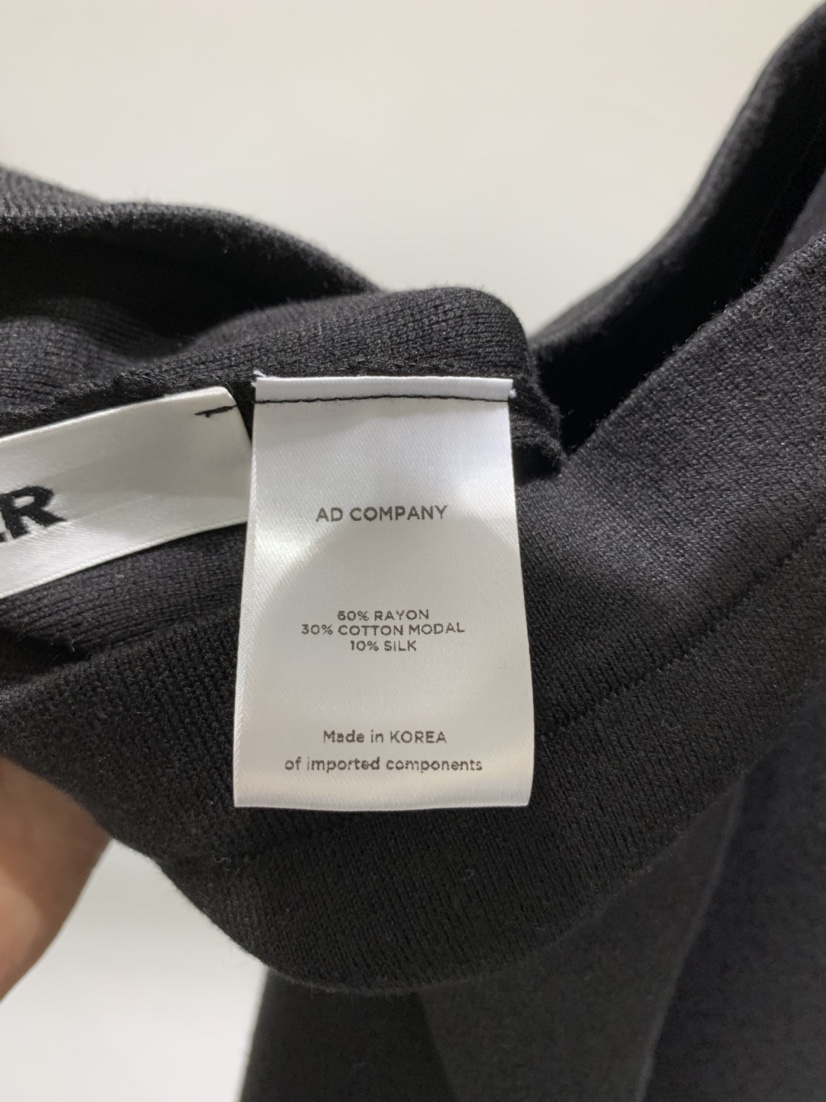 AD COMPANY
60% RAYON
30% COTTON MODAL
10% SILK
Made in KOREA
of imported components